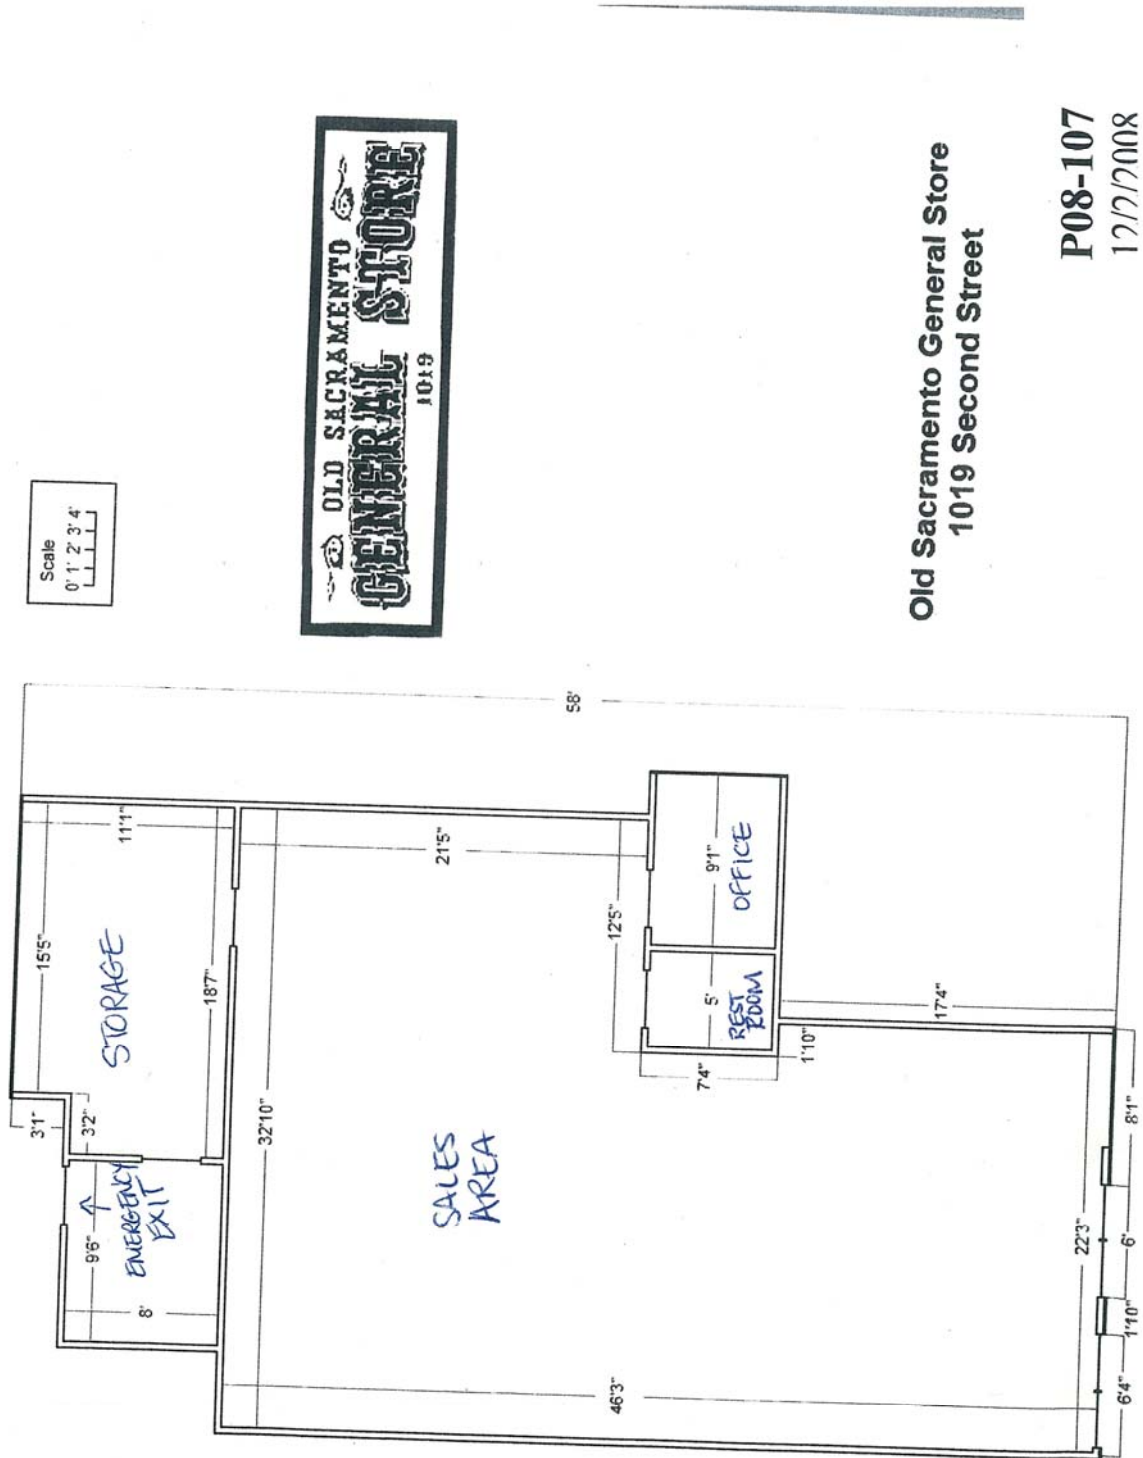 Scale
0' 1' 2' 3' 4'
OLD SACRAMENTO
GENERAL STORE
1019
Old Sacramento General Store
1019 Second Street
P08-107
12/2/2008
58'
15'5"
11'1"
STORAGE
18'7"
3'1"
3'2"
9'6"
EMERGENCY
EXIT
8'
32'10"
21'5"
12'5"
9'1"
OFFICE
5'
REST
ROOM
7'4"
1'10"
17'4"
SALES
AREA
46'3"
22'3"
6'4"
1'10"
6'
8'1"